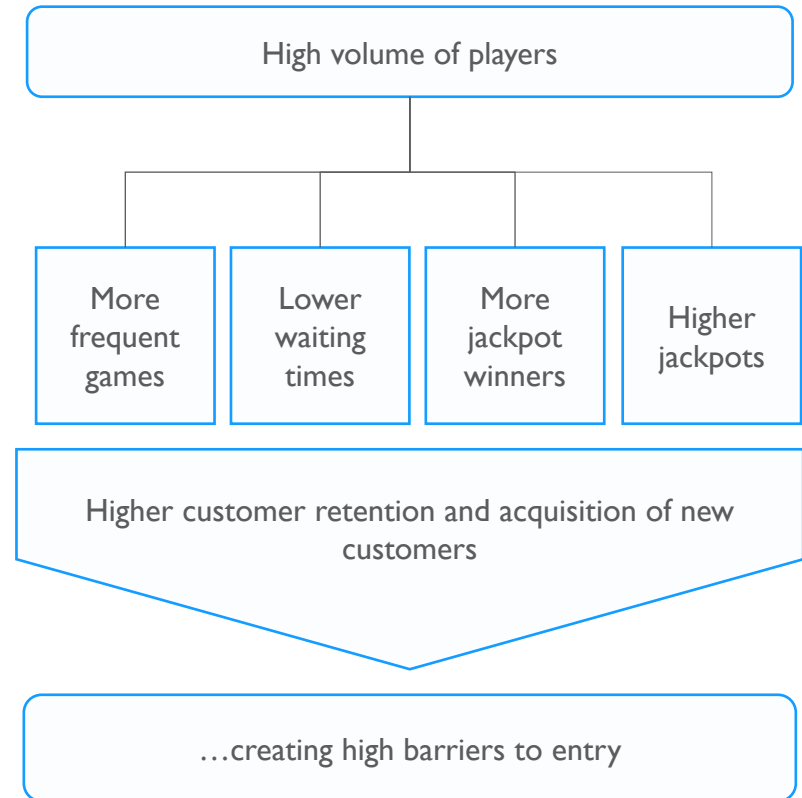 High volume of players
More
frequent
games
Lower
waiting
times
More
jackpot
winners
Higher
jackpots
Higher customer retention and acquisition of new
customers
…creating high barriers to entry